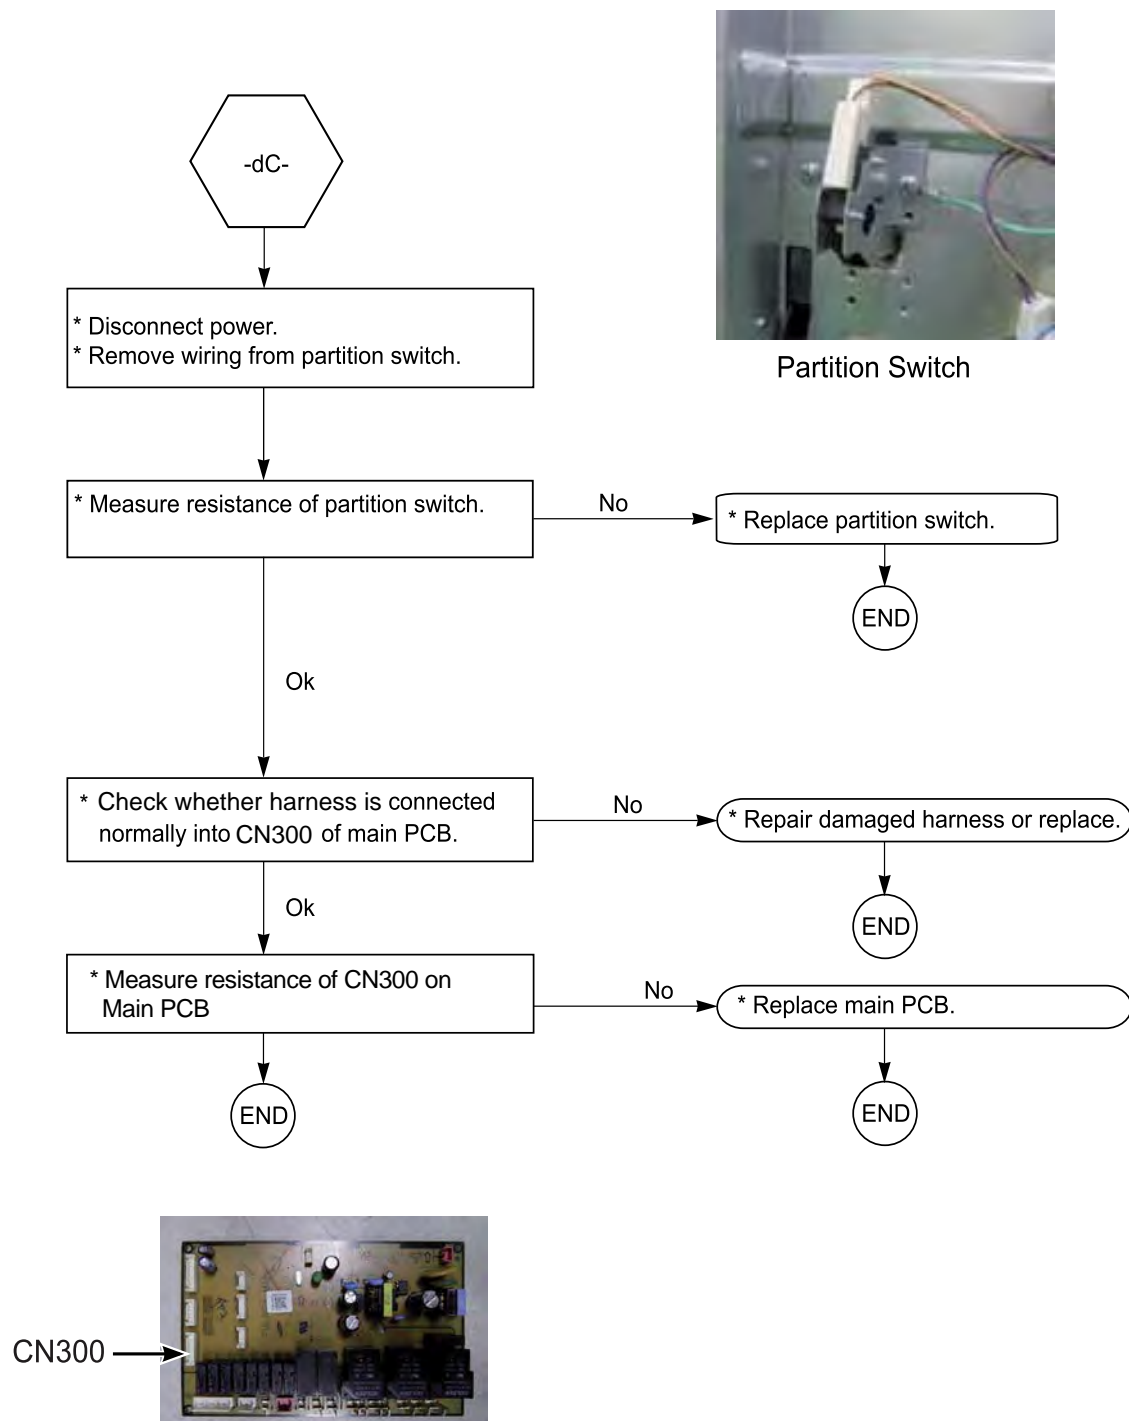 -dC-
* Disconnect power.
* Remove wiring from partition switch.
Partition Switch
* Measure resistance of partition switch.
No
* Replace partition switch.
END
Ok
* Check whether harness is connected
normally into CN300 of main PCB.
No
* Repair damaged harness or replace.
END
Ok
* Measure resistance of CN300 on
Main PCB
No
* Replace main PCB.
END
END
CN300